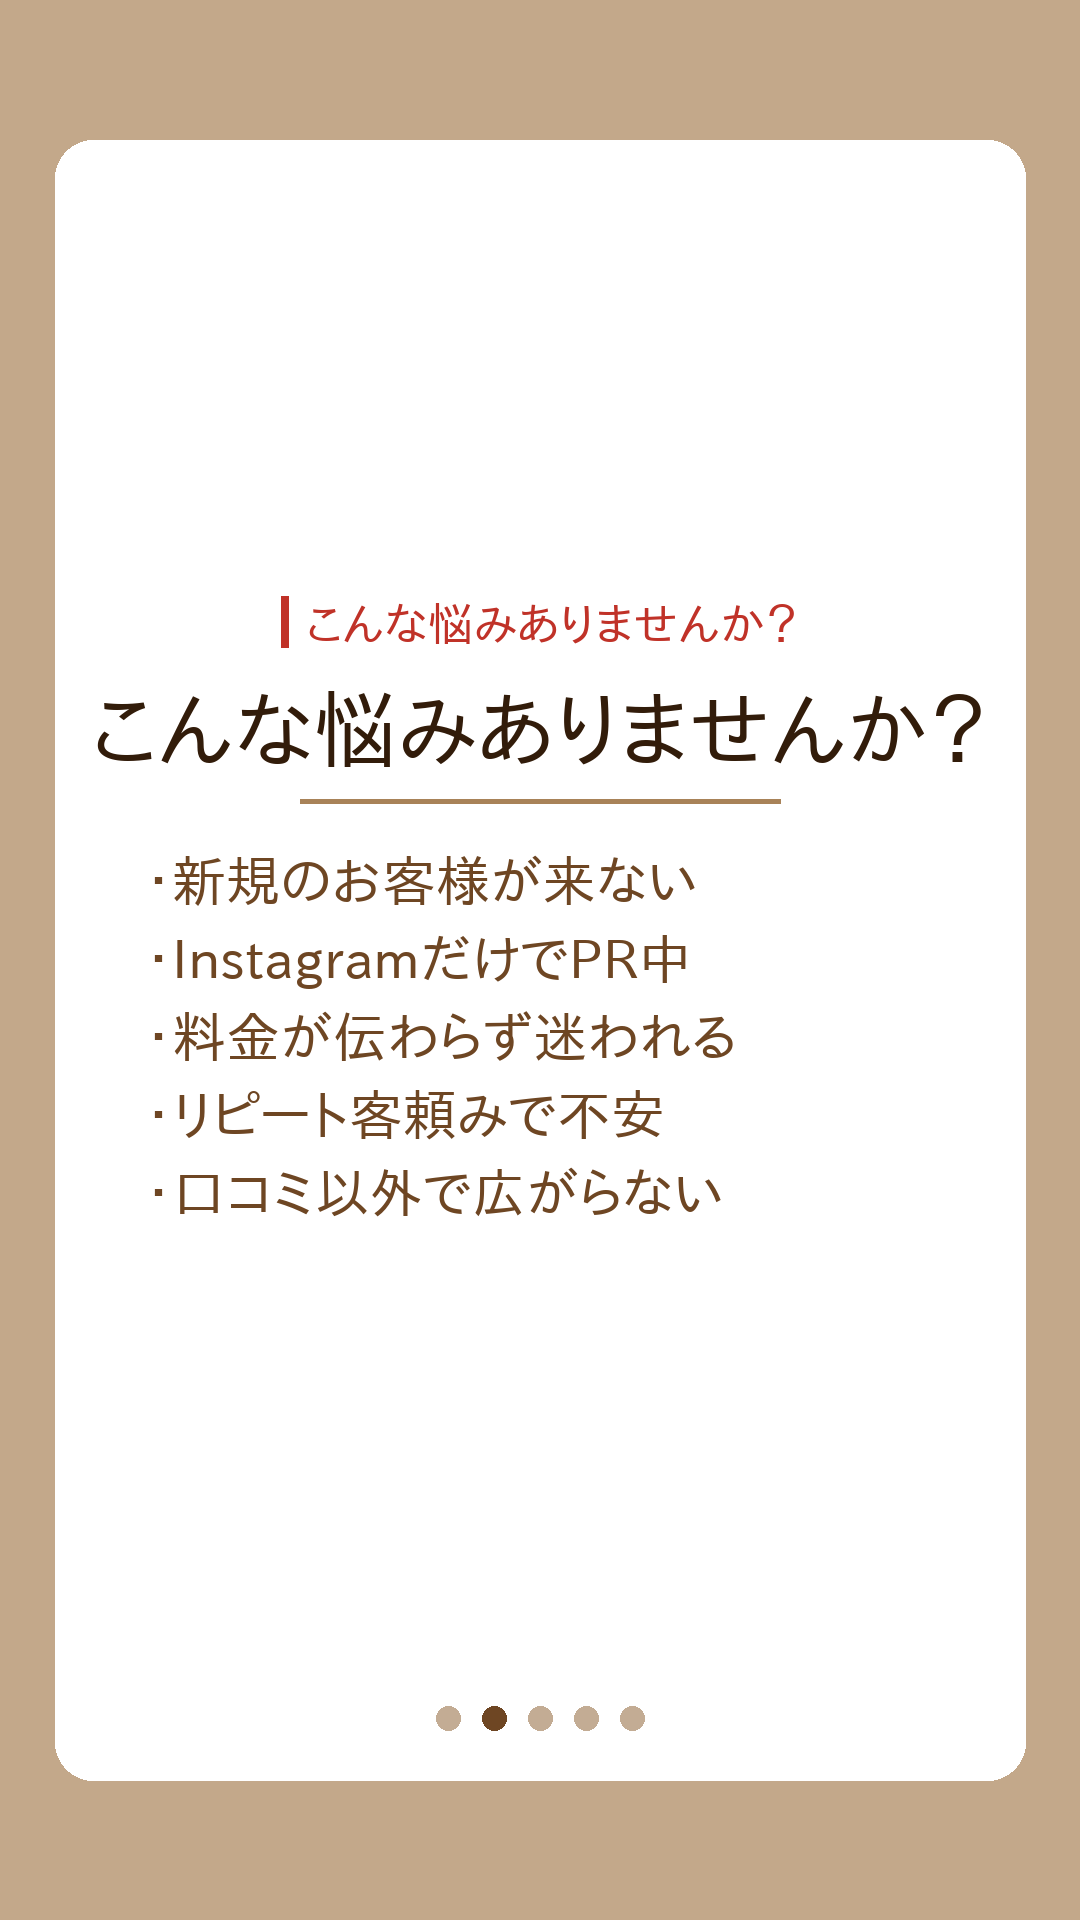 こんな悩みありませんか？
こんな悩みありませんか？
・新規のお客様が来ない
・InstagramだけでPR中
・料金が伝わらず迷われる
・リピート客頼みで不安
・口コミ以外で広がらない